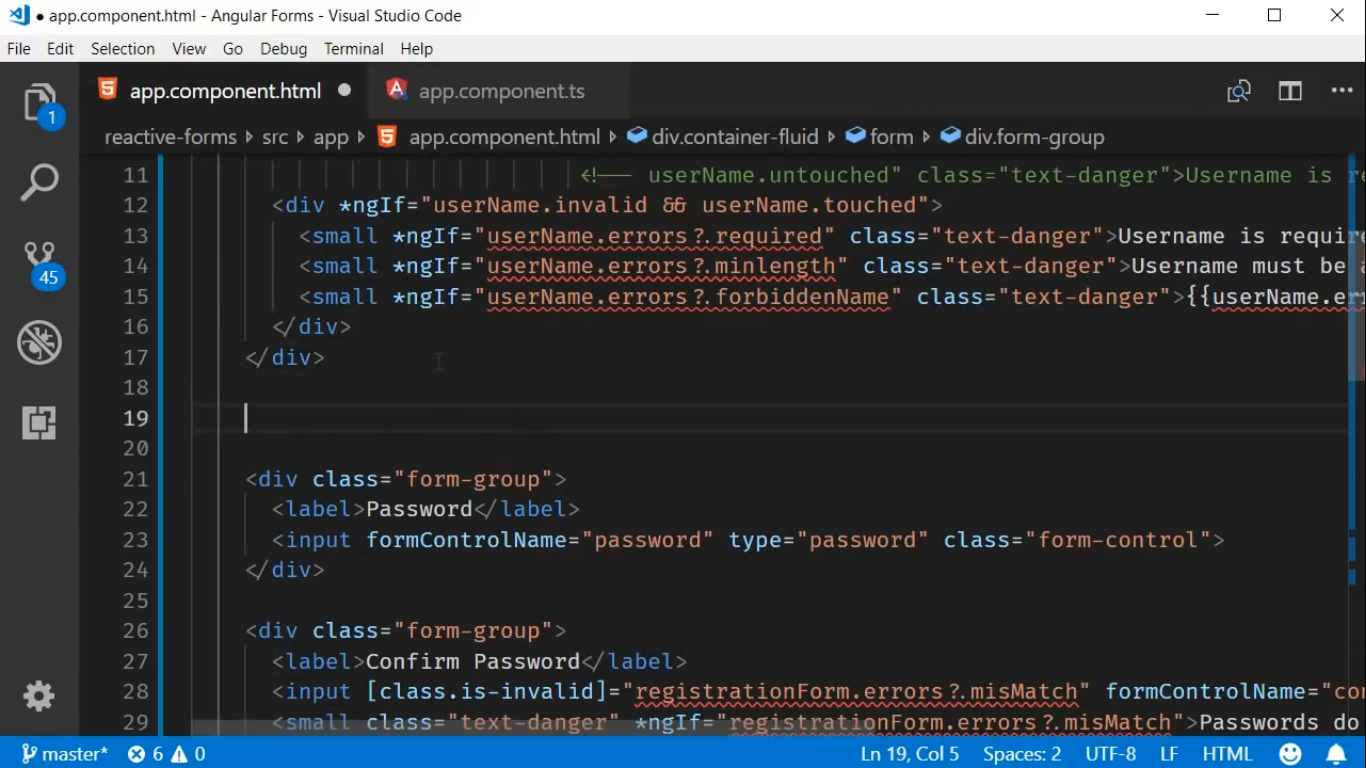 ● app.component.html - Angular Forms - Visual Studio Code
File Edit Selection View Go Debug Terminal Help
app.component.html ● app.component.ts
reactive-forms src app app.component.html div.container-fluid form div.form-group
1
45
11 <!-- userName.untouched" class="text-danger">Username is re
12 <div *ngIf="userName.invalid && userName.touched">
13 <small *ngIf="userName.errors?.required" class="text-danger">Username is require
14 <small *ngIf="userName.errors?.minlength" class="text-danger">Username must be a
15 <small *ngIf="userName.errors?.forbiddenName" class="text-danger">{{userName.err
16 </div>
17 </div>
18
19
20
21 <div class="form-group">
22 <label>Password</label>
23 <input formControlName="password" type="password" class="form-control">
24 </div>
25
26 <div class="form-group">
27 <label>Confirm Password</label>
28 <input [class.is-invalid]="registrationForm.errors?.misMatch" formControlName="con
29 <small class="text-danger" *ngIf="registrationForm.errors?.misMatch">Passwords do
master* 6 0 Ln 19, Col 5 Spaces: 2 UTF-8 LF HTML